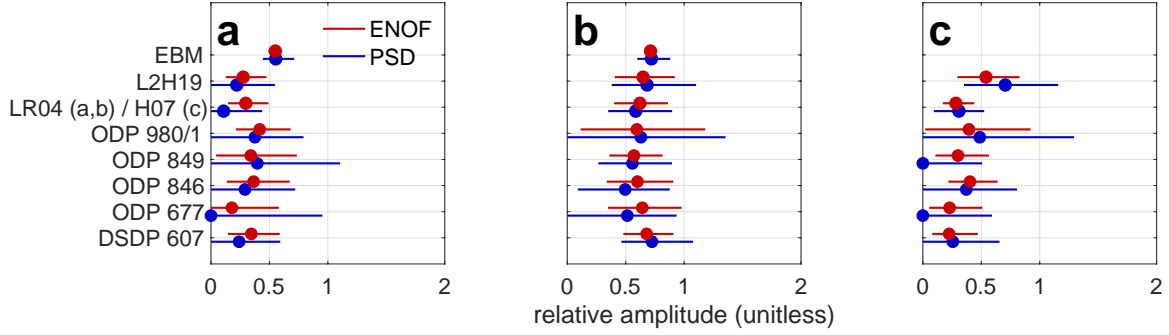 a
ENOF
PSD
b
c
EBM
L2H19
LR04 (a,b) / H07 (c)
ODP 980/1
ODP 849
ODP 846
ODP 677
DSDP 607
0 0.5 1 2
0 0.5 1 2
0 0.5 1 2
relative amplitude (unitless)